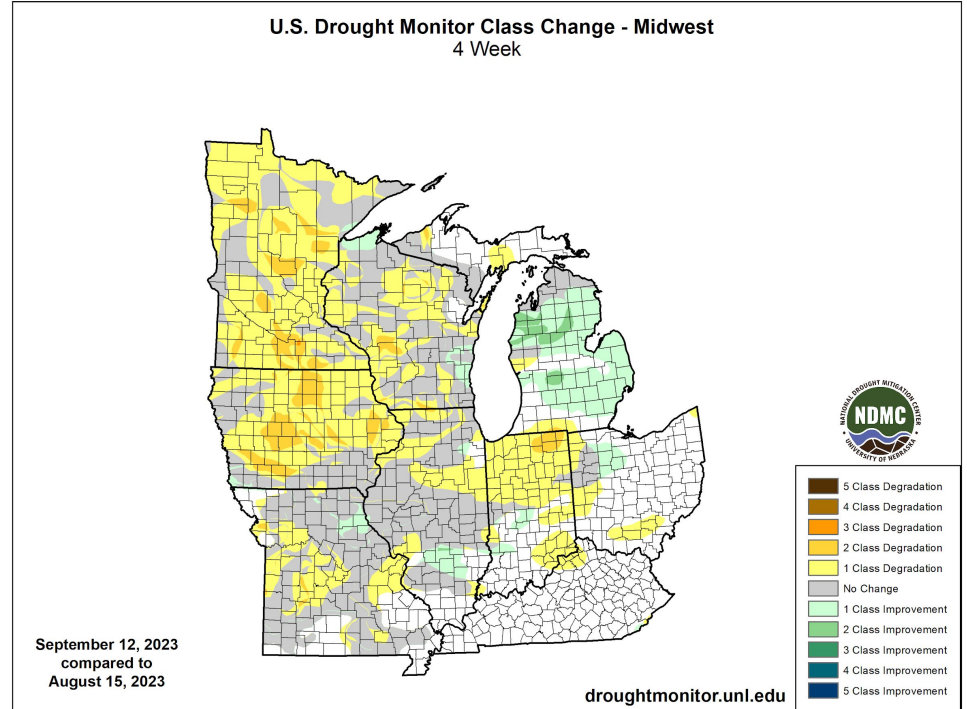 U.S. Drought Monitor Class Change - Midwest
4 Week
NATIONAL DROUGHT MITIGATION CENTER
NDMC
UNIVERSITY OF NEBRASKA
5 Class Degradation
4 Class Degradation
3 Class Degradation
2 Class Degradation
1 Class Degradation
No Change
1 Class Improvement
2 Class Improvement
3 Class Improvement
4 Class Improvement
5 Class Improvement
September 12, 2023
compared to
August 15, 2023
droughtmonitor.unl.edu